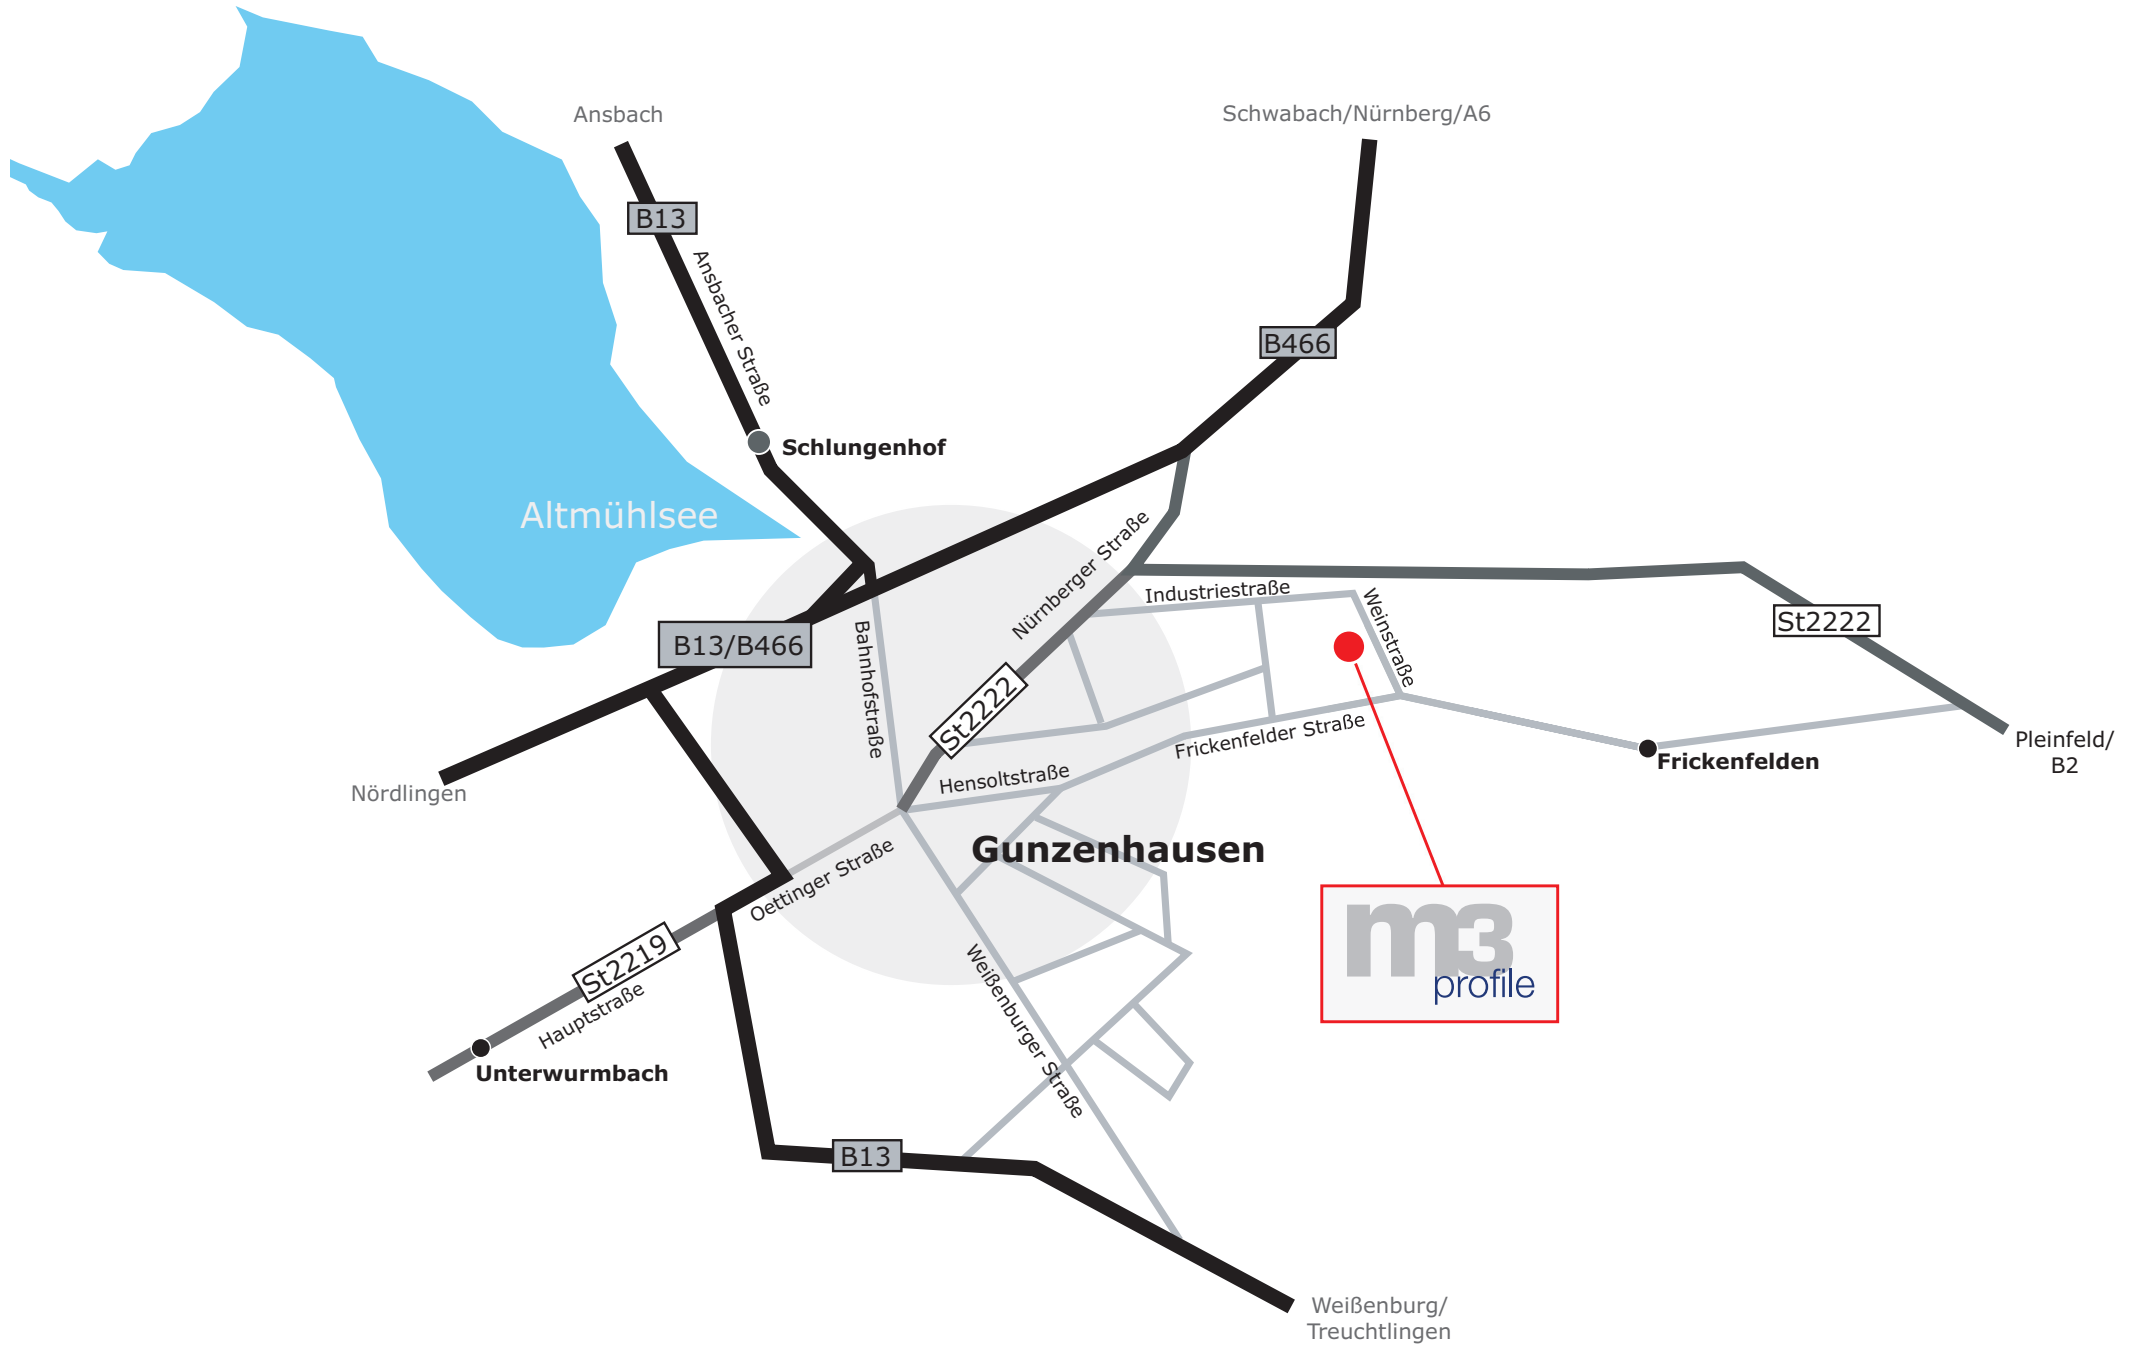 Ansbach
Schwabach/Nürnberg/A6
B13
Ansbacher Straße
B466
Schlungenhof
Altmühlsee
Nürnberger Straße
Industriestraße
Weinstraße
St2222
B13/B466
Bahnhofstraße
St2222
Frickenfelder Straße
Pleinfeld/
B2
Frickenfelden
Hensoltstraße
Nördlingen
Gunzenhausen
Oettinger Straße
m3
profile
St2219
Hauptstraße
Weißenburger Straße
Unterwurmbach
B13
Weißenburg/
Treuchtlingen